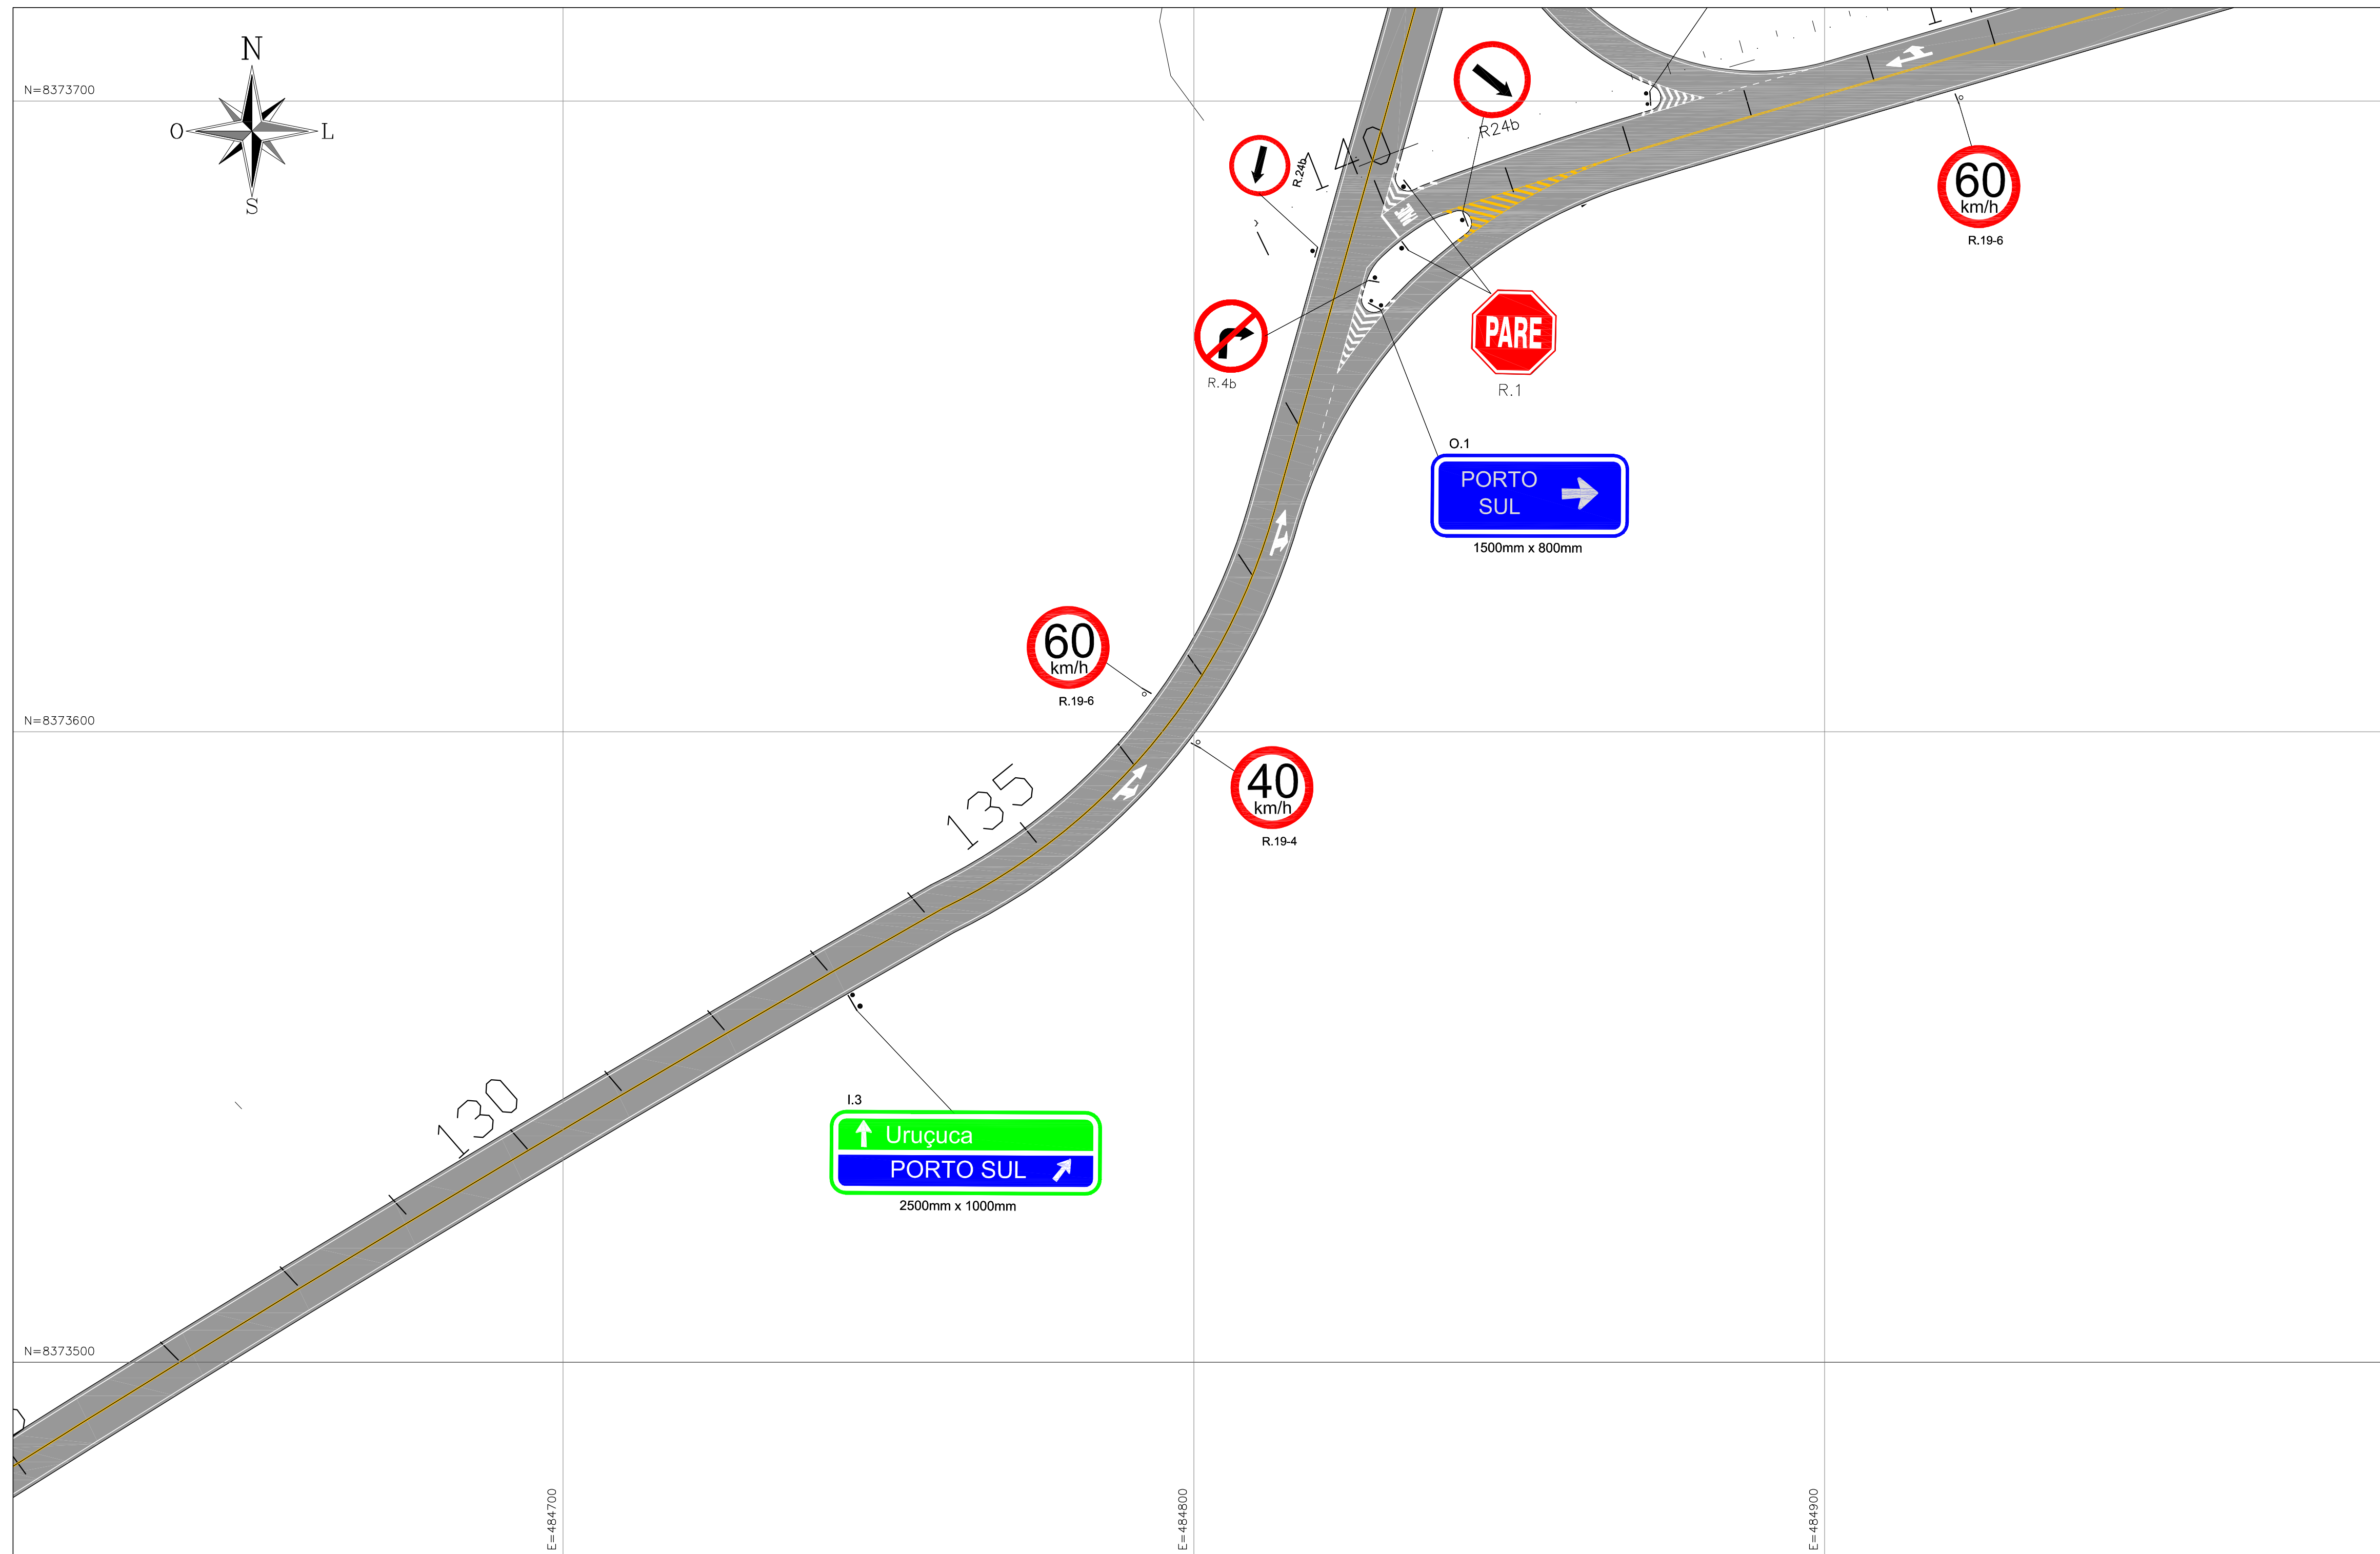 N
O
L
S
N=8373700
R24b
R.24b
140
60
km/h
R.19-6
PARE
R.1
R.4b
O.1
PORTO
SUL
1500mm x 800mm
60
km/h
R.19-6
N=8373600
40
km/h
R.19-4
135
130
I.3
Uruçuca
PORTO SUL
2500mm x 1000mm
N=8373500
E=484700
E=484800
E=484900